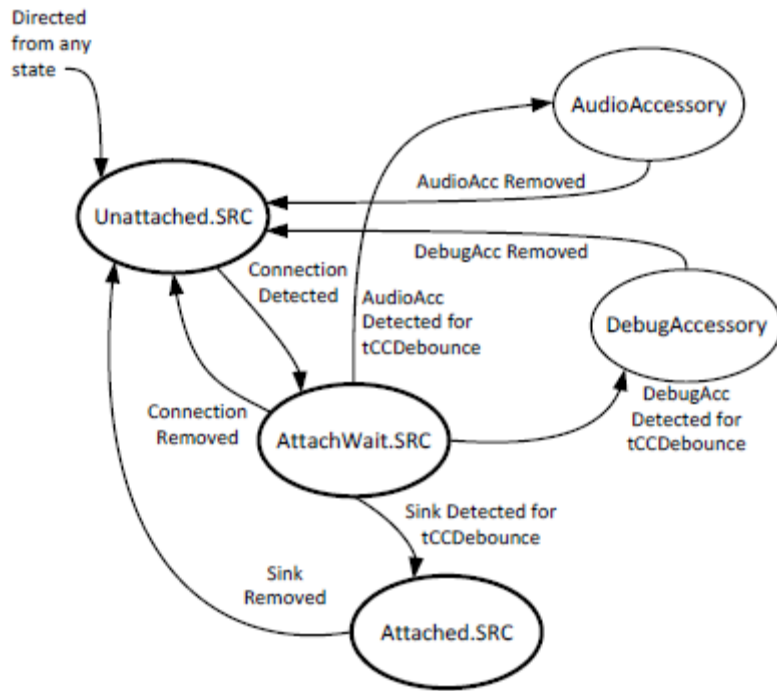 Directed
from any
state
AudioAccessory
AudioAcc Removed
Unattached.SRC
DebugAcc Removed
Connection
Detected
AudioAcc
Detected for
tCCDebounce
DebugAccessory
Connection
Removed
AttachWait.SRC
DebugAcc
Detected for
tCCDebounce
Sink Detected for
tCCDebounce
Sink
Removed
Attached.SRC